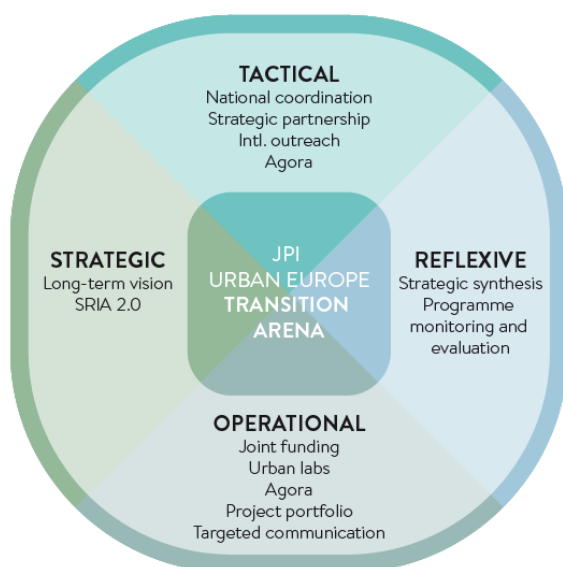 TACTICAL
National coordination
Strategic partnership
Intl. outreach
Agora
STRATEGIC
Long-term vision
SRIA 2.0
JPI
URBAN EUROPE
TRANSITION
ARENA
REFLEXIVE
Strategic synthesis
Programme
monitoring and
evaluation
OPERATIONAL
Joint funding
Urban labs
Agora
Project portfolio
Targeted communication